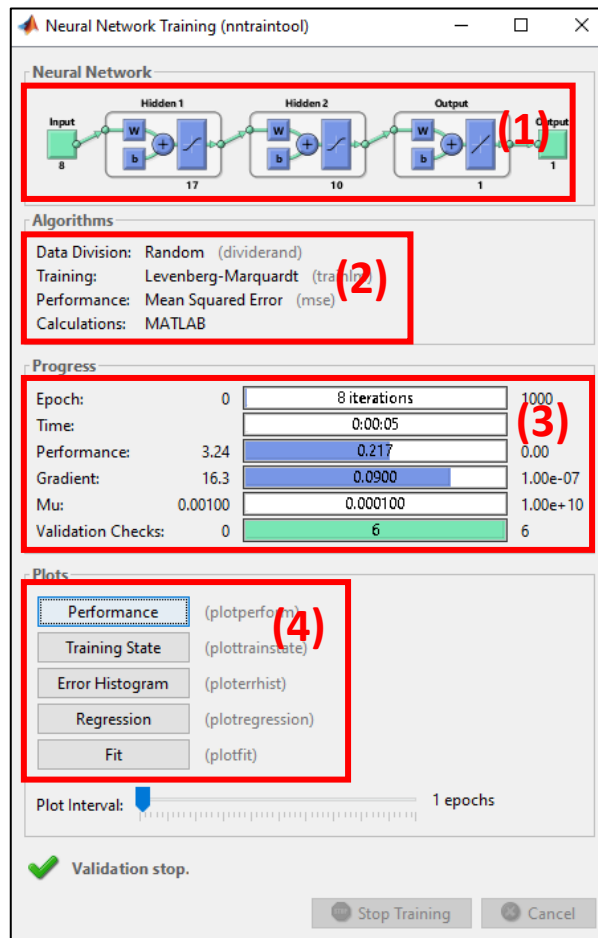 Neural Network Training (nntraintool)
Neural Network
Hidden 1 Hidden 2 Output
Input Output
W W W
b b b
8 17 10 1 1
(1)
Algorithms
Data Division: Random (dividerand)
Training: Levenberg-Marquardt
Performance: Mean Squared Error (mse)
Calculations: MATLAB
(2)
Progress
Epoch: 0 8 iterations 1000
Time: 0:00:05
Performance: 3.24 0.217 0.00
Gradient: 16.3 0.0900 1.00e-07
Mu: 0.00100 0.000100 1.00e+10
Validation Checks: 0 6 6
(3)
Plots
Performance (plotperform)
Training State (plottrainstate)
Error Histogram (ploterrhist)
Regression (plotregression)
Fit (plotfit)
(4)
Plot Interval: 1 epochs
Validation stop.
Stop Training Cancel